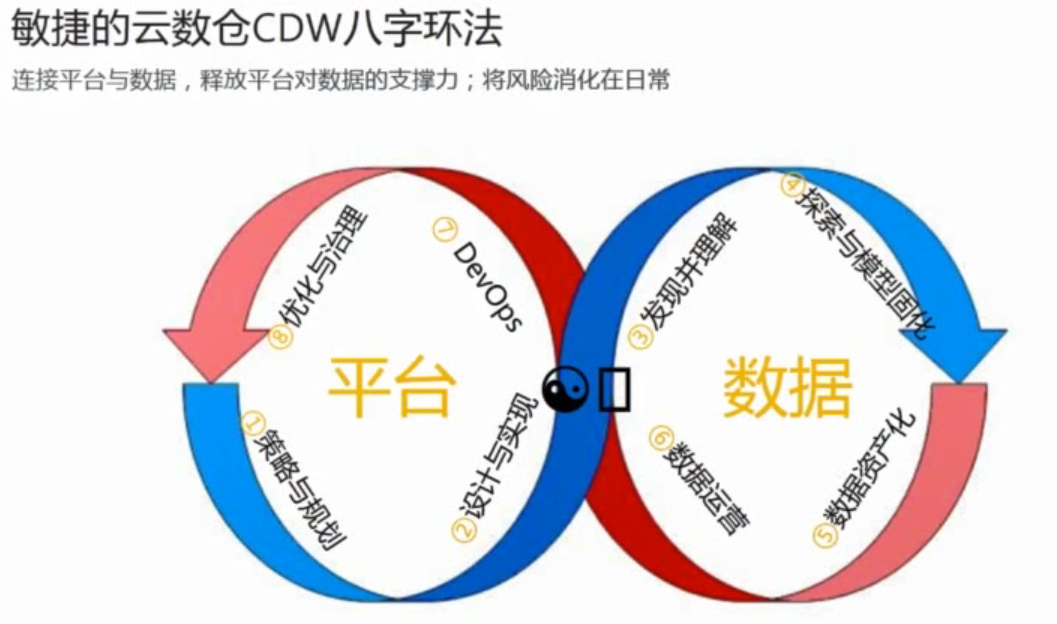 敏捷的云数仓CDW八字环法
连接平台与数据，释放平台对数据的支撑力；将风险消化在日常
①策略与规划
②设计与实现
③发现并理解
④探索与模型固化
⑤数据资产化
⑥数据运营
⑦ DevOps
⑧优化与治理
平台
☯
数据